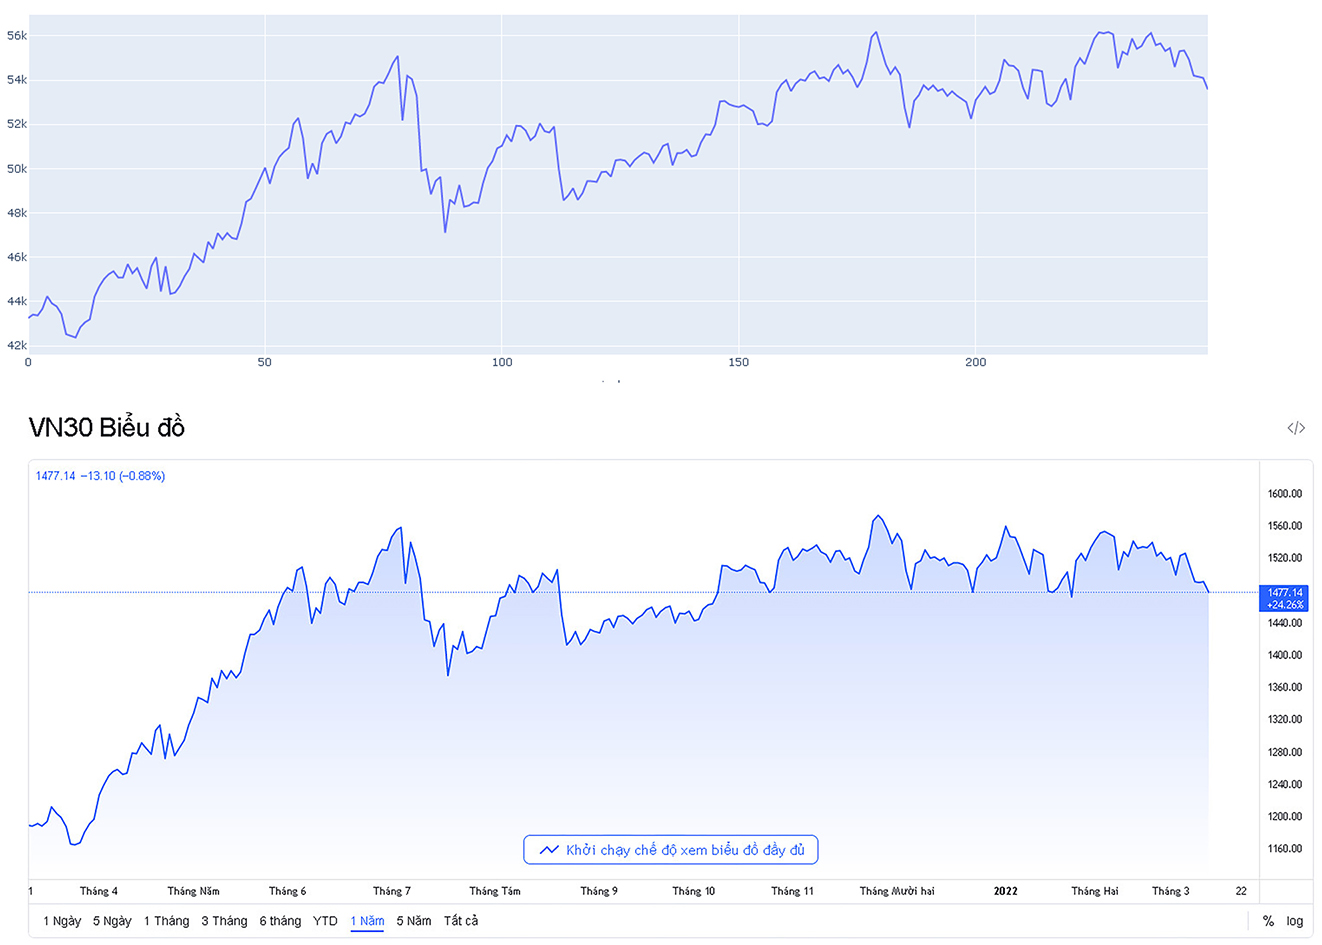 56k
54k
52k
50k
48k
46k
44k
42k
0 50 100 150 200
VN30 Biểu đồ
</>
1477.14 −13.10 (−0.88%)
1600.00
1560.00
1520.00
1477.14
+24.26%
1440.00
1400.00
1360.00
1320.00
1280.00
1240.00
1200.00
1160.00
Khởi chạy chế độ xem biểu đồ đầy đủ
1 Tháng 4 Tháng Năm Tháng 6 Tháng 7 Tháng Tám Tháng 9 Tháng 10 Tháng 11 Tháng Mười hai 2022 Tháng Hai Tháng 3 22
1 Ngày 5 Ngày 1 Tháng 3 Tháng 6 tháng YTD 1 Năm 5 Năm Tất cả % log